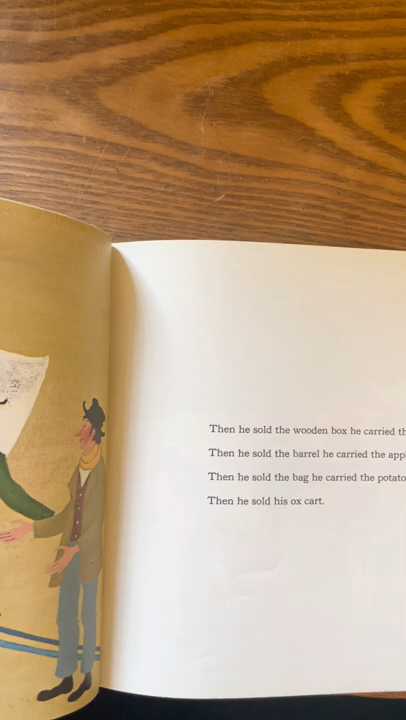 Then he sold the wooden box he carried
Then he sold the barrel he carried the
Then he sold the bag he carried the
Then he sold his ox cart.